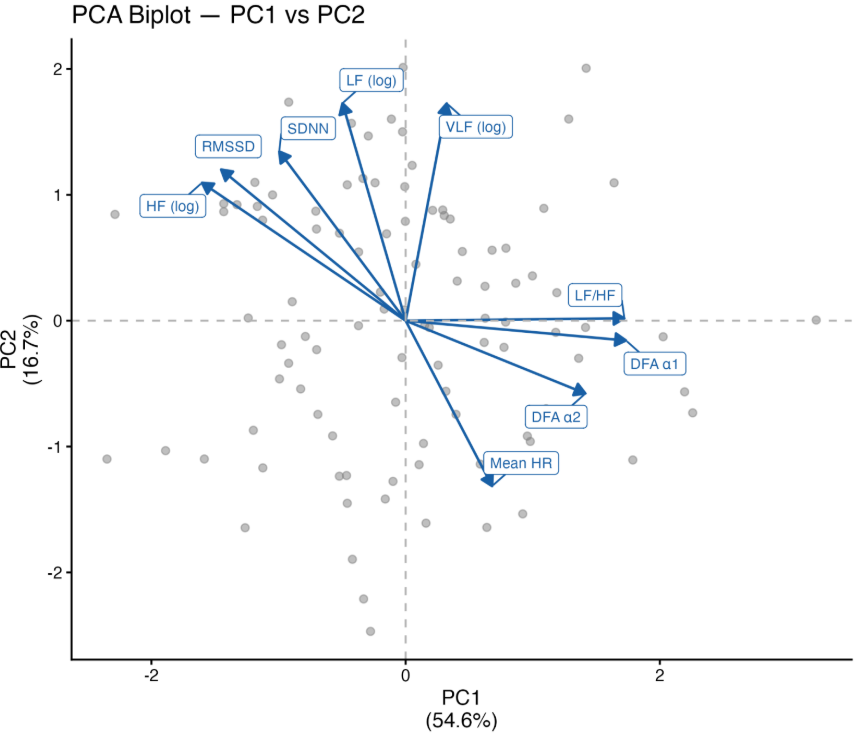 PCA Biplot — PC1 vs PC2
2
LF (log)
SDNN
VLF (log)
RMSSD
1
HF (log)
LF/HF
0
DFA α1
DFA α2
-1
Mean HR
-2
PC2
(16.7%)
-2
0
2
PC1
(54.6%)